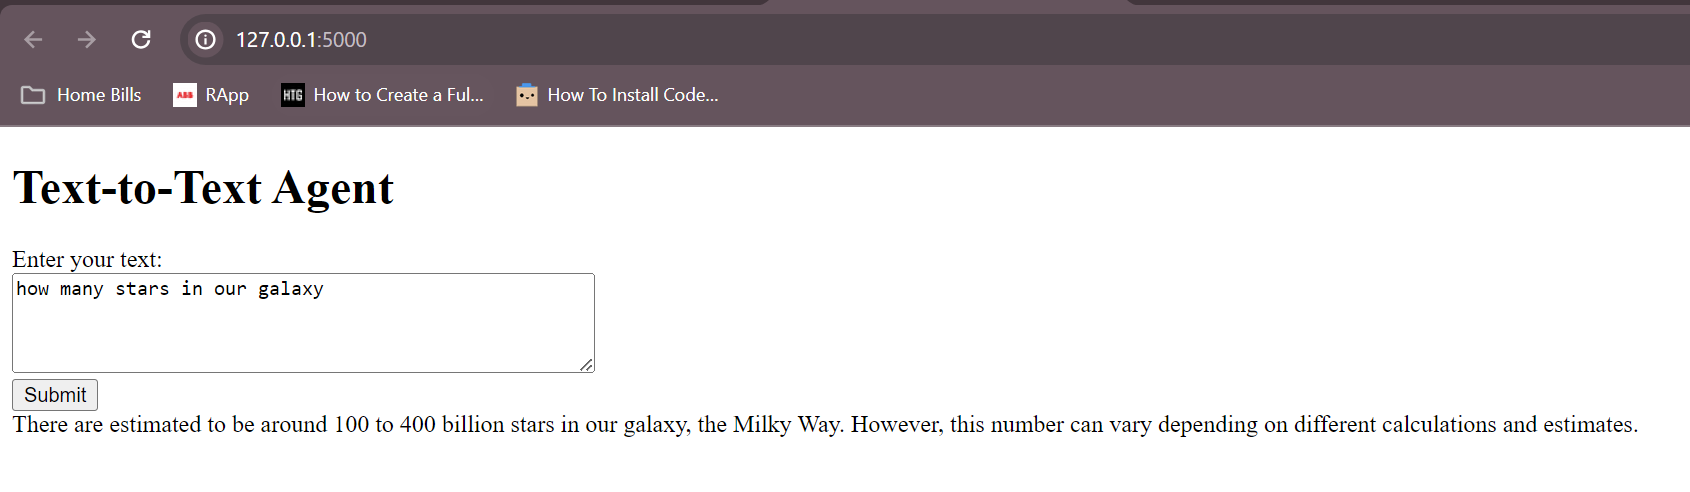 127.0.0.1:5000
Home Bills ABB RApp HTG How to Create a Ful... How To Install Code...
Text-to-Text Agent
Enter your text:
how many stars in our galaxy
Submit
There are estimated to be around 100 to 400 billion stars in our galaxy, the Milky Way. However, this number can vary depending on different calculations and estimates.